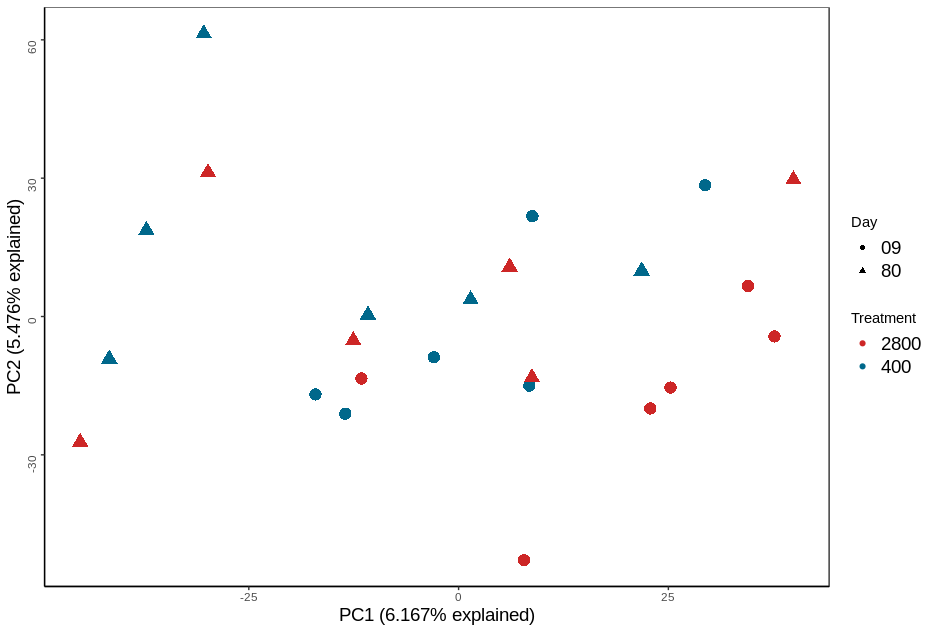 60
30
0
-30
PC2 (5.476% explained)
-25
0
25
PC1 (6.167% explained)
Day
09
80
Treatment
2800
400